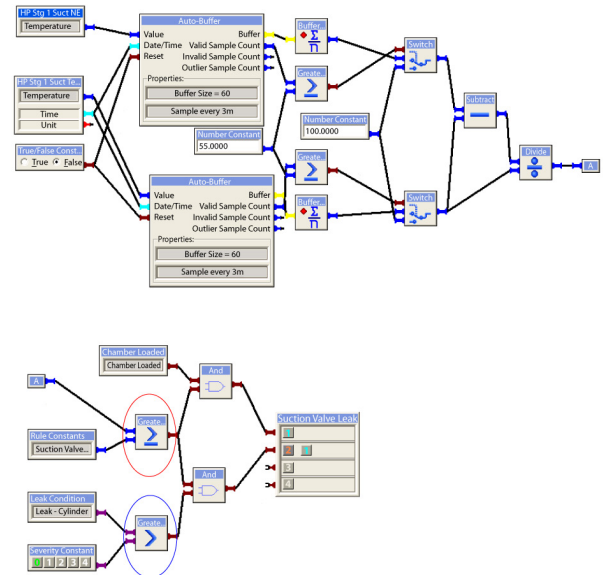 HP Stg 1 Suct NE
Temperature
HP Stg 1 Suct Te...
Temperature
Time
Unit
True/False Const...
True False
Auto-Buffer
Value Buffer
Date/Time Valid Sample Count
Reset Invalid Sample Count
Outlier Sample Count
Properties:
Buffer Size = 60
Sample every 3m
Number Constant
55.0000
Auto-Buffer
Value Buffer
Date/Time Valid Sample Count
Reset Invalid Sample Count
Outlier Sample Count
Properties:
Buffer Size = 60
Sample every 3m
Buffer...
Σ
n
Greate...
≥
Number Constant
100.0000
Greate...
≥
Buffer...
Σ
n
Switch
Switch
Subtract
Divide
A
Chamber Loaded
Chamber Loaded
A
Rule Constants
Suction Valve...
Greate...
≥
And
And
Leak Condition
Leak - Cylinder
Severity Constant
0 1 2 3 4
Greate...
>
Suction Valve Leak
1
2 1
3
4